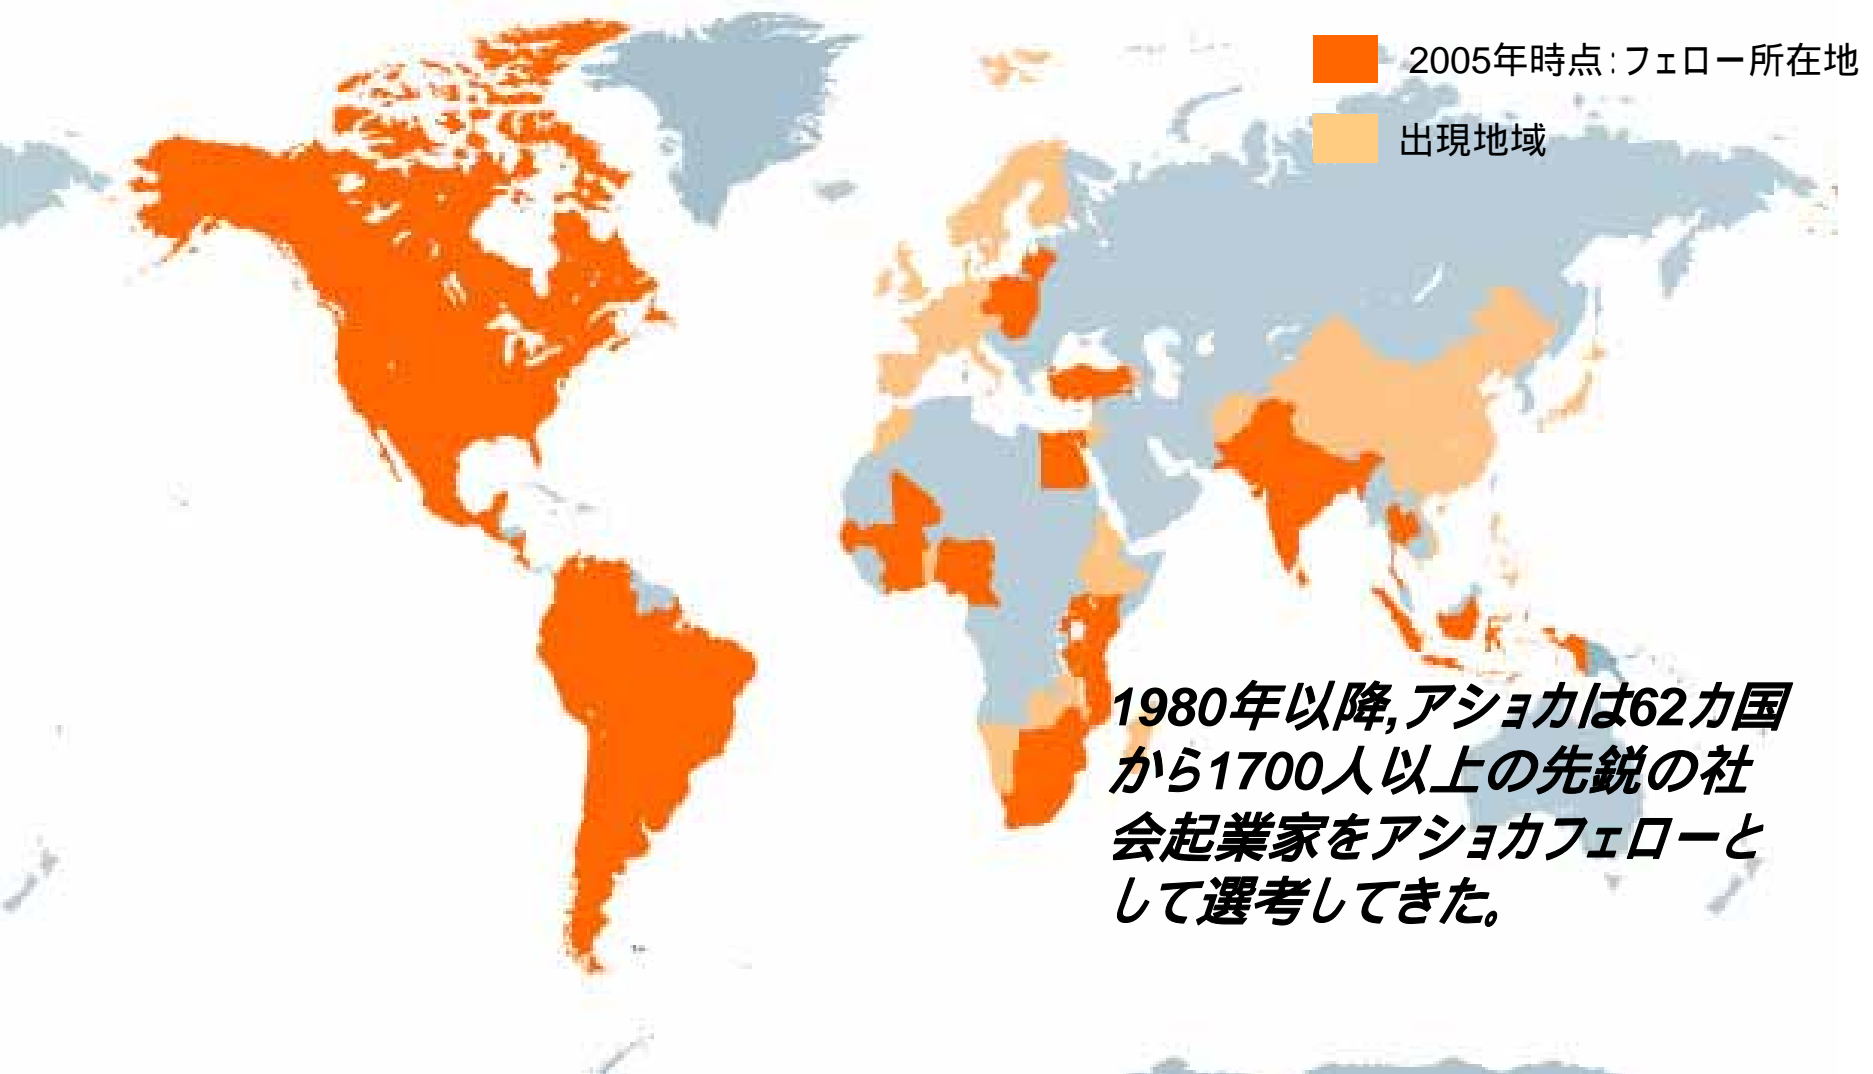 2005年時点:フェロー所在地
出現地域
1980年以降,アショカは62カ国
から1700人以上の先鋭の社
会起業家をアショカフェローと
して選考してきた。